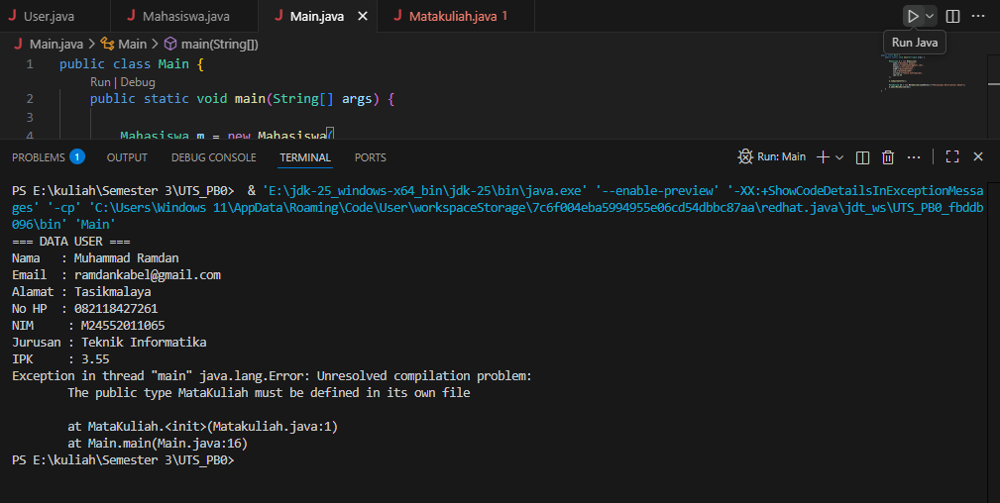 User.java Mahasiswa.java Main.java Matakuliah.java 1
Main.java > Main > main(String[])
Run Java
1 public class Main {
Run | Debug
2 public static void main(String[] args) {
3
4 Mahasiswa m = new Mahasiswa(
PROBLEMS 1 OUTPUT DEBUG CONSOLE TERMINAL PORTS Run: Main
PS E:\kuliah\Semester 3\UTS_PB0> & 'E:\jdk-25_windows-x64_bin\jdk-25\bin\java.exe' '--enable-preview' '-XX:+ShowCodeDetailsInExceptionMessa
ges' '-cp' 'C:\Users\Windows 11\AppData\Roaming\Code\User\workspaceStorage\7c6f004eba5994955e06cd54dbbc87aa\redhat.java\jdt_ws\UTS_PB0_fbddb
096\bin' 'Main'
=== DATA USER ===
Nama : Muhammad Ramdan
Email : ramdankabel@gmail.com
Alamat : Tasikmalaya
No HP : 082118427261
NIM : M24552011065
Jurusan : Teknik Informatika
IPK : 3.55
Exception in thread "main" java.lang.Error: Unresolved compilation problem:
The public type MataKuliah must be defined in its own file
at MataKuliah.<init>(Matakuliah.java:1)
at Main.main(Main.java:16)
PS E:\kuliah\Semester 3\UTS_PB0>